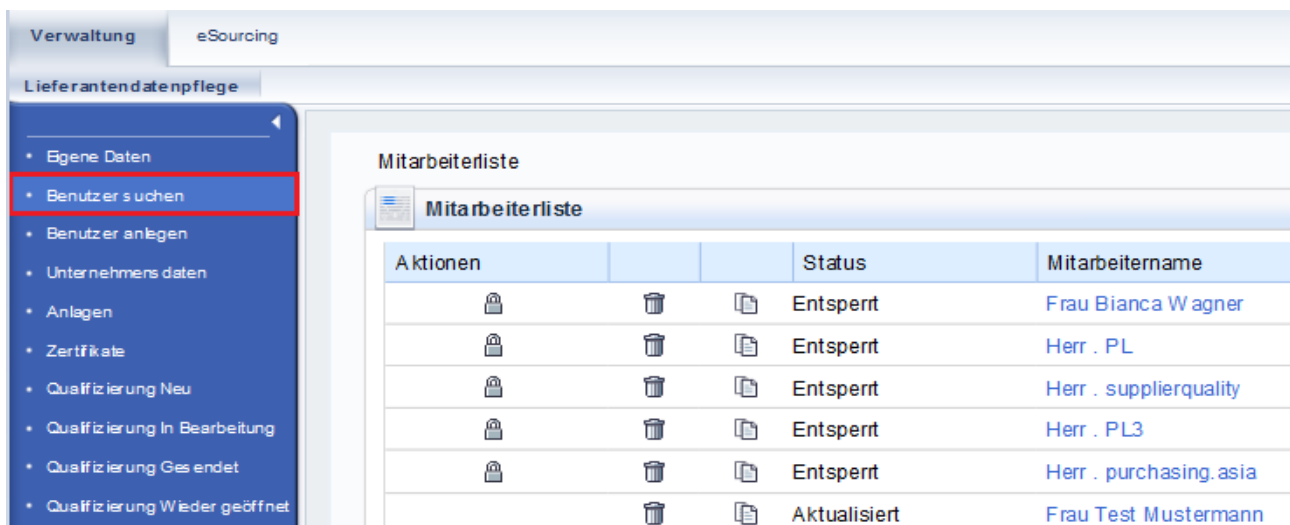 Verwaltung eSourcing
Lieferantendatenpflege
Eigene Daten
Benutzer suchen
Benutzer anlegen
Unternehmensdaten
Anlagen
Zertifikate
Qualifizierung Neu
Qualifizierung In Bearbeitung
Qualifizierung Gesendet
Qualifizierung Wieder geöffnet
Mitarbeiterliste
Mitarbeiterliste
Aktionen Status Mitarbeitername
Entsperrt Frau Bianca Wagner
Entsperrt Herr . PL
Entsperrt Herr . supplierquality
Entsperrt Herr . PL3
Entsperrt Herr . purchasing.asia
Aktualisiert Frau Test Mustermann